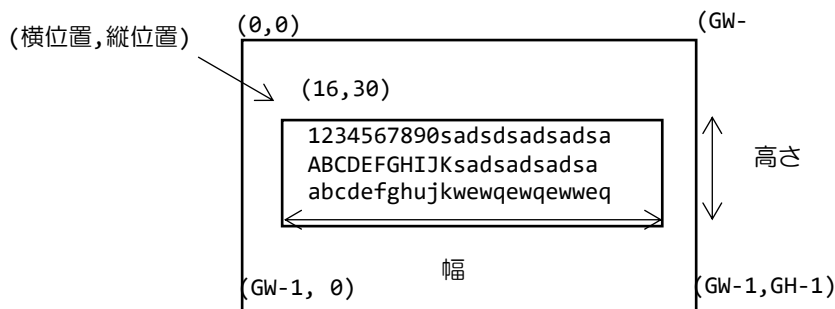 (0,0)
(GW-
(横位置,縦位置)
(16,30)
1234567890sadsdsadsadsa
ABCDEFGHIJKsadsadsadsa
abcdefghujkwewqewqewweq
高さ
幅
(GW-1, 0)
(GW-1,GH-1)